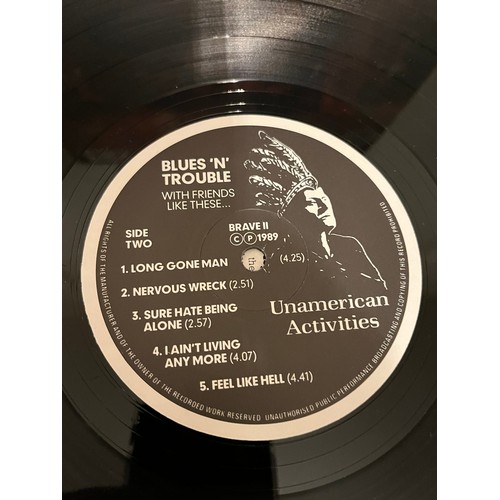 BLUES 'N'
TROUBLE
WITH FRIENDS
LIKE THESE...
SIDE
TWO
BRAVE II
Ⓒ Ⓟ 1989
1. LONG GONE MAN (4.25)
2. NERVOUS WRECK (2.51)
3. SURE HATE BEING
ALONE (2.57)
4. I AIN'T LIVING
ANY MORE (4.07)
5. FEEL LIKE HELL (4.41)
Unamerican
Activities
ALL RIGHTS OF THE MANUFACTURER AND OF THE OWNER OF THE RECORDED WORK RESERVED. UNAUTHORISED PUBLIC PERFORMANCE BROADCASTING AND COPYING OF THIS RECORD PROHIBITED